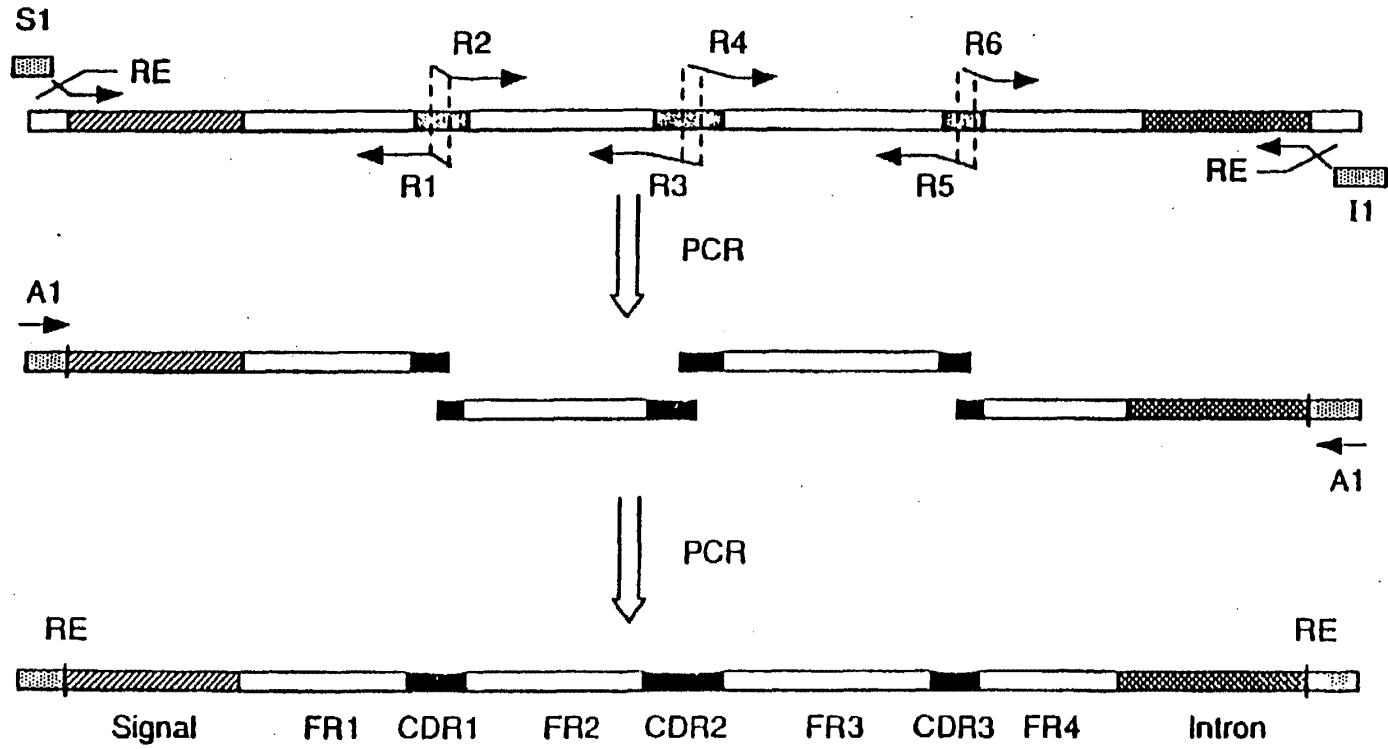 S1
RE
R2
R4
R6
R1
R3
R5
RE
I1
PCR
A1
A1
PCR
RE
RE
Signal FR1 CDR1 FR2 CDR2 FR3 CDR3 FR4 Intron